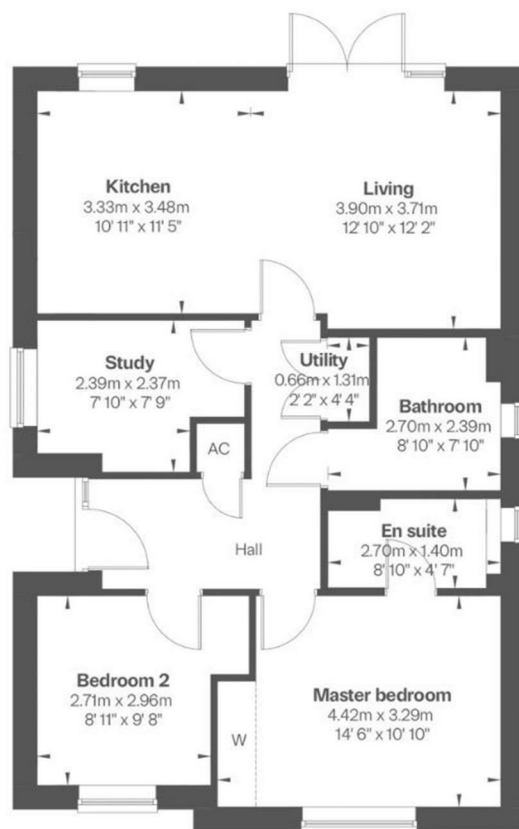 Kitchen
3.33m x 3.48m
10' 11" x 11' 5"
Living
3.90m x 3.71m
12' 10" x 12' 2"
Study
2.39m x 2.37m
7' 10" x 7' 9"
Utility
0.66m x 1.31m
2' 2" x 4' 4"
Bathroom
2.70m x 2.39m
8' 10" x 7' 10"
AC
En suite
2.70m x 1.40m
8' 10" x 4' 7"
Hall
Bedroom 2
2.71m x 2.96m
8' 11" x 9' 8"
Master bedroom
4.42m x 3.29m
14' 6" x 10' 10"
W